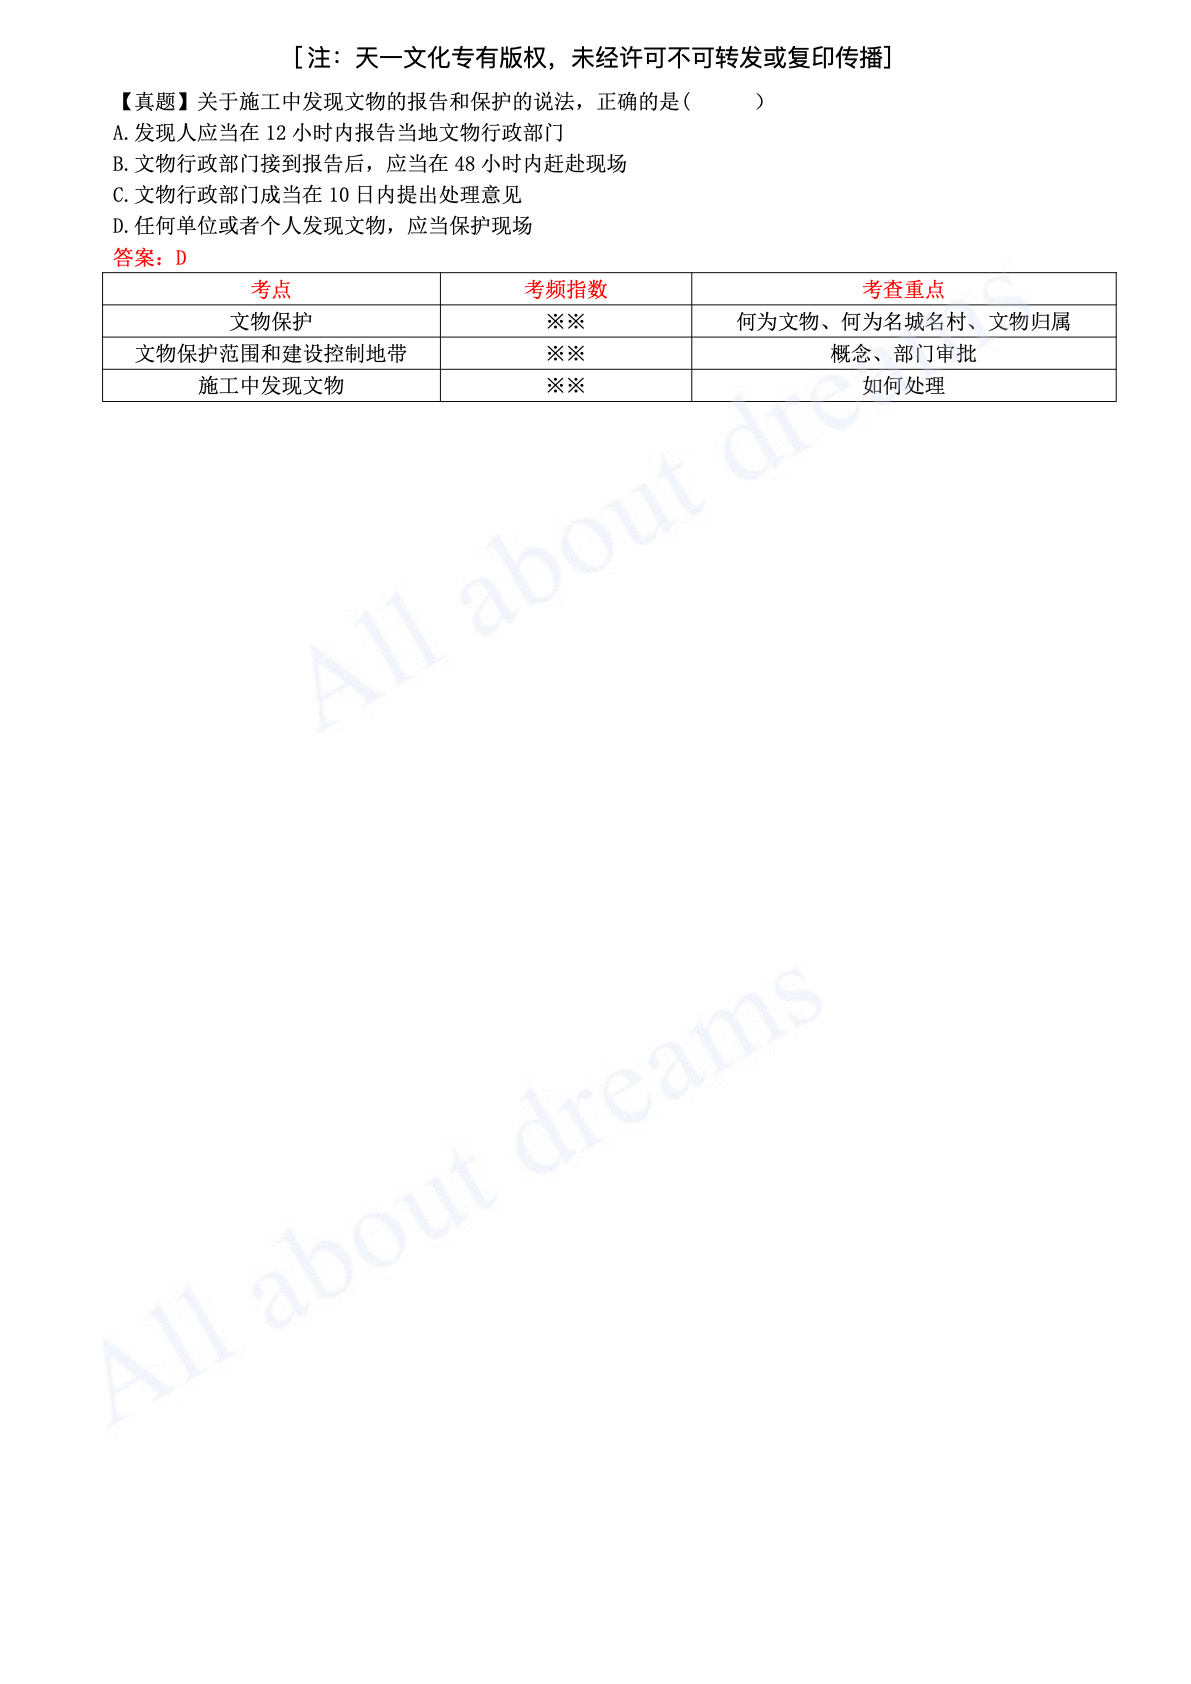 [注：天一文化专有版权，未经许可不可转发或复印传播]
【真题】关于施工中发现文物的报告和保护的说法，正确的是(　　　）
A.发现人应当在 12 小时内报告当地文物行政部门
B.文物行政部门接到报告后，应当在 48 小时内赶赴现场
C.文物行政部门成当在 10 日内提出处理意见
D.任何单位或者个人发现文物，应当保护现场
答案：D
考点 考频指数 考查重点
文物保护 ※※ 何为文物、何为名城名村、文物归属
文物保护范围和建设控制地带 ※※ 概念、部门审批
施工中发现文物 ※※ 如何处理
All about dreams
All about dreams